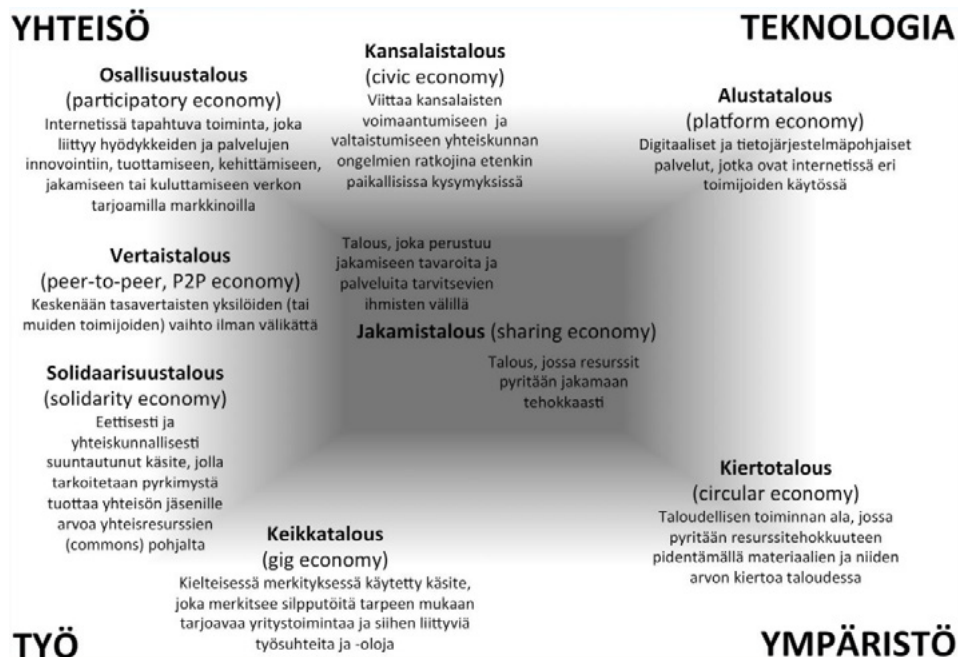 YHTEISÖ
TEKNOLOGIA
Osallisuustalous
(participatory economy)
Internetissä tapahtuva toiminta, joka
liittyy hyödykkeiden ja palvelujen
innovointiin, tuottamiseen, kehittämiseen,
jakamiseen tai kuluttamiseen verkon
tarjoamilla markkinoilla
Kansalaistalous
(civic economy)
Viittaa kansalaisten
voimaantumiseen ja
valtaistumiseen yhteiskunnan
ongelmien ratkojina etenkin
paikallisissa kysymyksissä
Alustatalous
(platform economy)
Digitaaliset ja tietojärjestelmäpohjaiset
palvelut, jotka ovat internetissä eri
toimijoiden käytössä
Vertaistalous
(peer-to-peer, P2P economy)
Keskenään tasavertaisten yksilöiden (tai
muiden toimijoiden) vaihto ilman välikättä
Talous, joka perustuu
jakamiseen tavaroita ja
palveluita tarvitsevien
ihmisten välillä
Jakamistalous (sharing economy)
Talous, jossa resurssit
pyritään jakamaan
tehokkaasti
Solidaarisuustalous
(solidarity economy)
Eettisesti ja
yhteiskunnallisesti
suuntautunut käsite, jolla
tarkoitetaan pyrkimystä
tuottaa yhteisön jäsenille
arvoa yhteisresurssien
(commons) pohjalta
Keikkatalous
(gig economy)
Kielteisessä merkityksessä käytetty käsite,
joka merkitsee silpputöitä tarpeen mukaan
tarjoavaa yritystoimintaa ja siihen liittyviä
työsuhteita ja -oloja
Kiertotalous
(circular economy)
Taloudellisen toiminnan ala, jossa
pyritään resurssitehokkuuteen
pidentämällä materiaalien ja niiden
arvon kiertoa taloudessa
TYÖ
YMPÄRISTÖ